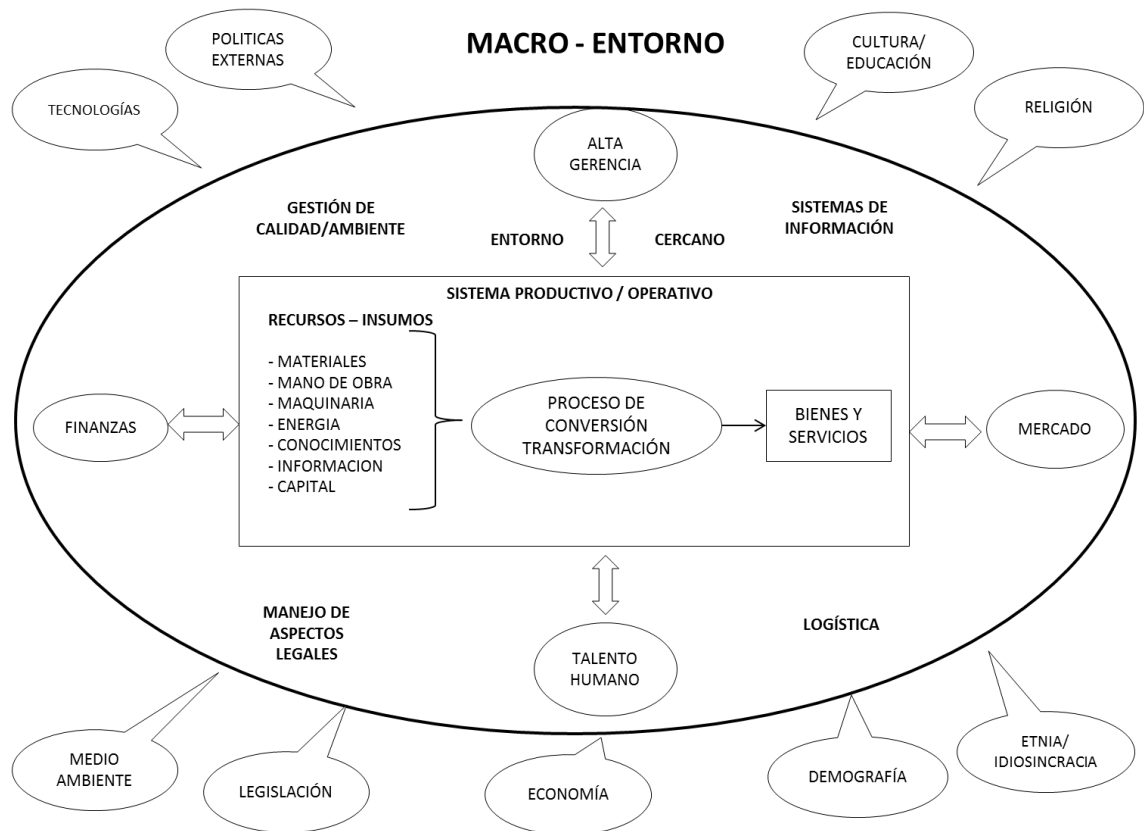 MACRO - ENTORNO
POLITICAS
EXTERNAS
CULTURA/
EDUCACIÓN
TECNOLOGÍAS
RELIGIÓN
ALTA
GERENCIA
GESTIÓN DE
CALIDAD/AMBIENTE
SISTEMAS DE
INFORMACIÓN
ENTORNO
CERCANO
SISTEMA PRODUCTIVO / OPERATIVO
RECURSOS – INSUMOS
- MATERIALES
- MANO DE OBRA
- MAQUINARIA
- ENERGIA
- CONOCIMIENTOS
- INFORMACION
- CAPITAL
PROCESO DE
CONVERSIÓN
TRANSFORMACIÓN
BIENES Y
SERVICIOS
FINANZAS
MERCADO
MANEJO DE
ASPECTOS
LEGALES
LOGÍSTICA
TALENTO
HUMANO
MEDIO
AMBIENTE
LEGISLACIÓN
ECONOMÍA
DEMOGRAFÍA
ETNIA/
IDIOSINCRACIA